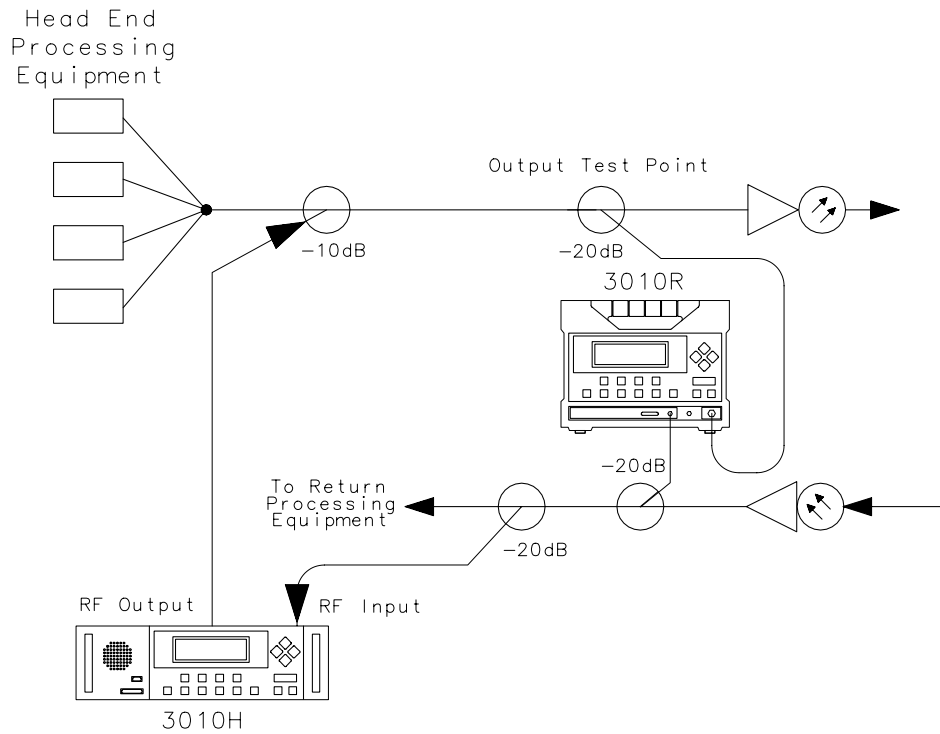 Head End
Processing
Equipment
Output Test Point
-10dB
-20dB
3010R
-20dB
To Return
Processing
Equipment
-20dB
RF Output
RF Input
3010H